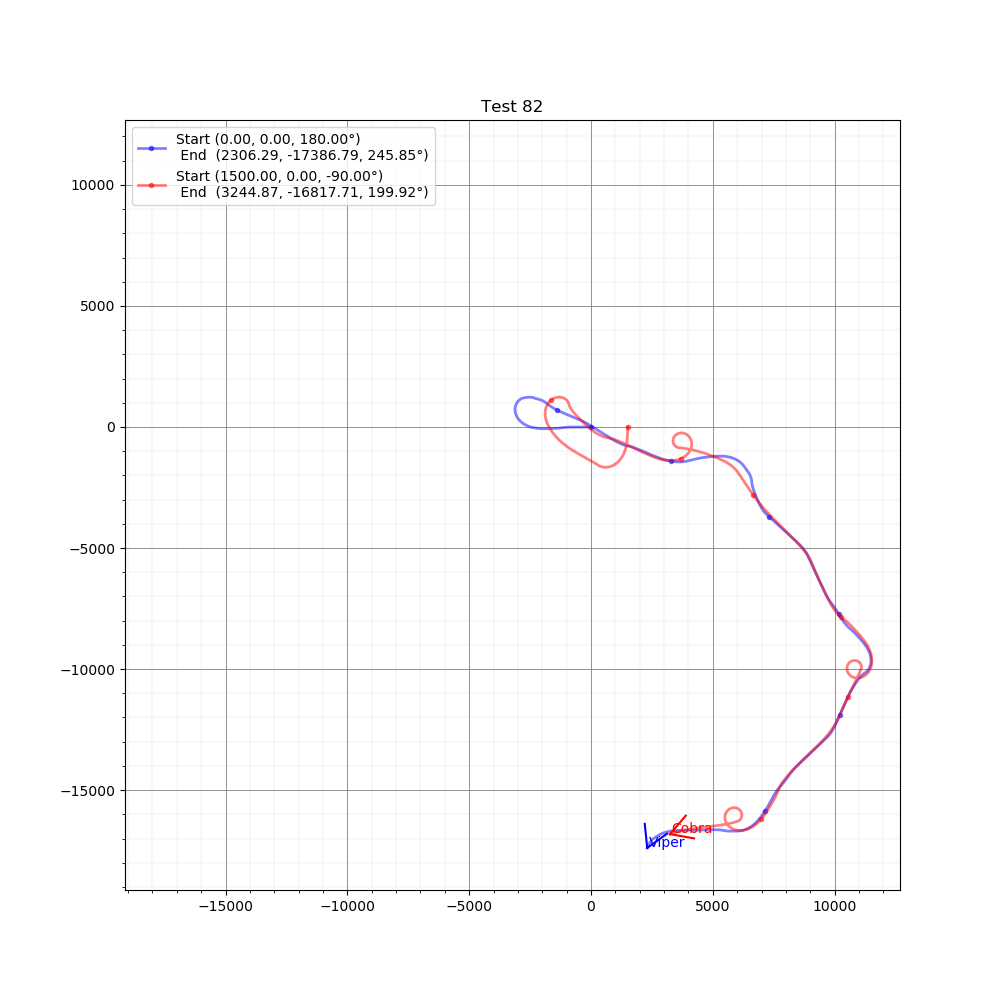 Test 82
Start (0.00, 0.00, 180.00°)
End (2306.29, -17386.79, 245.85°)
Start (1500.00, 0.00, -90.00°)
End (3244.87, -16817.71, 199.92°)
10000
5000
0
−5000
−10000
−15000
Cobra
Viper
−15000 −10000 −5000 0 5000 10000